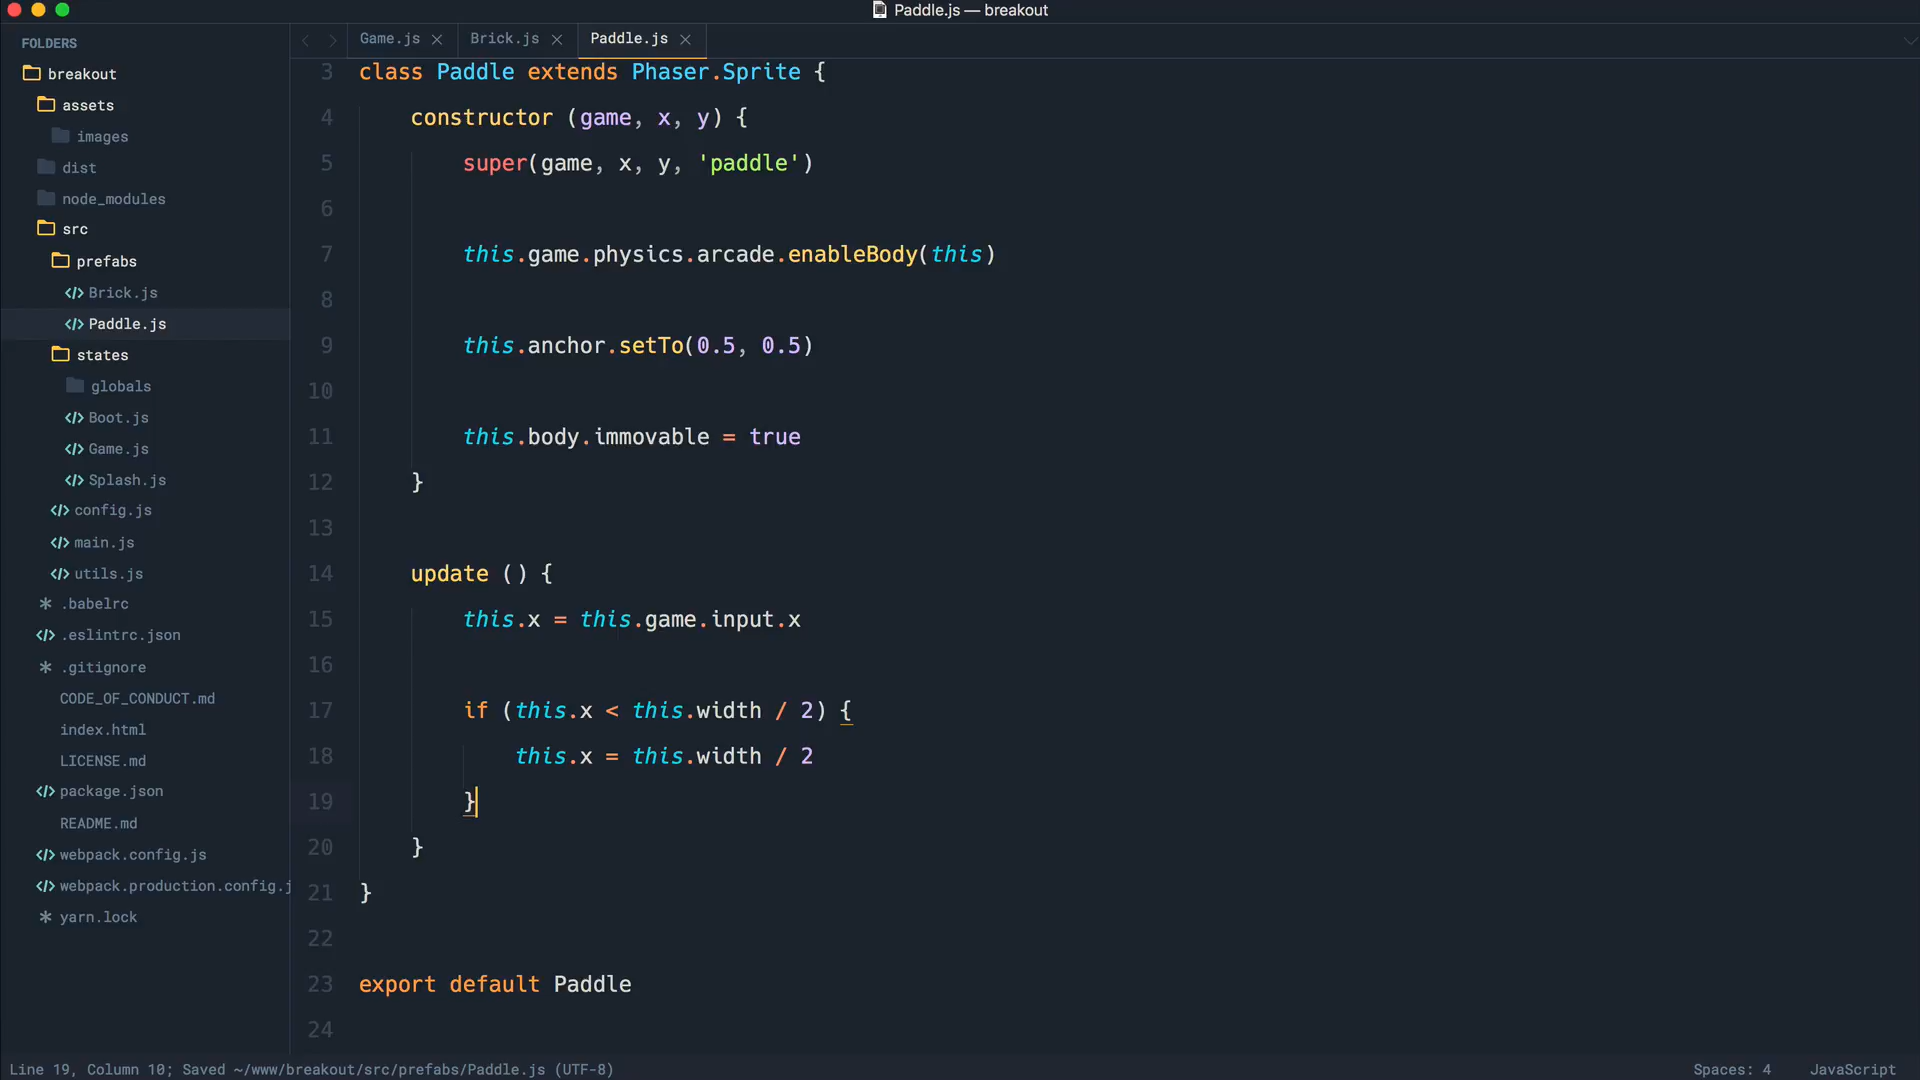 Paddle.js — breakout
FOLDERS
breakout
assets
images
dist
node_modules
src
prefabs
Brick.js
Paddle.js
states
globals
Boot.js
Game.js
Splash.js
config.js
main.js
utils.js
.babelrc
.eslintrc.json
.gitignore
CODE_OF_CONDUCT.md
index.html
LICENSE.md
package.json
README.md
webpack.config.js
webpack.production.config.j
yarn.lock
Game.js
Brick.js
Paddle.js
3 class Paddle extends Phaser.Sprite {
4     constructor (game, x, y) {
5         super(game, x, y, 'paddle')
6
7         this.game.physics.arcade.enableBody(this)
8
9         this.anchor.setTo(0.5, 0.5)
10
11         this.body.immovable = true
12     }
13
14     update () {
15         this.x = this.game.input.x
16
17         if (this.x < this.width / 2) {
18             this.x = this.width / 2
19         }
20     }
21 }
22
23 export default Paddle
24
Line 19, Column 10; Saved ~/www/breakout/src/prefabs/Paddle.js (UTF-8)
Spaces: 4
JavaScript